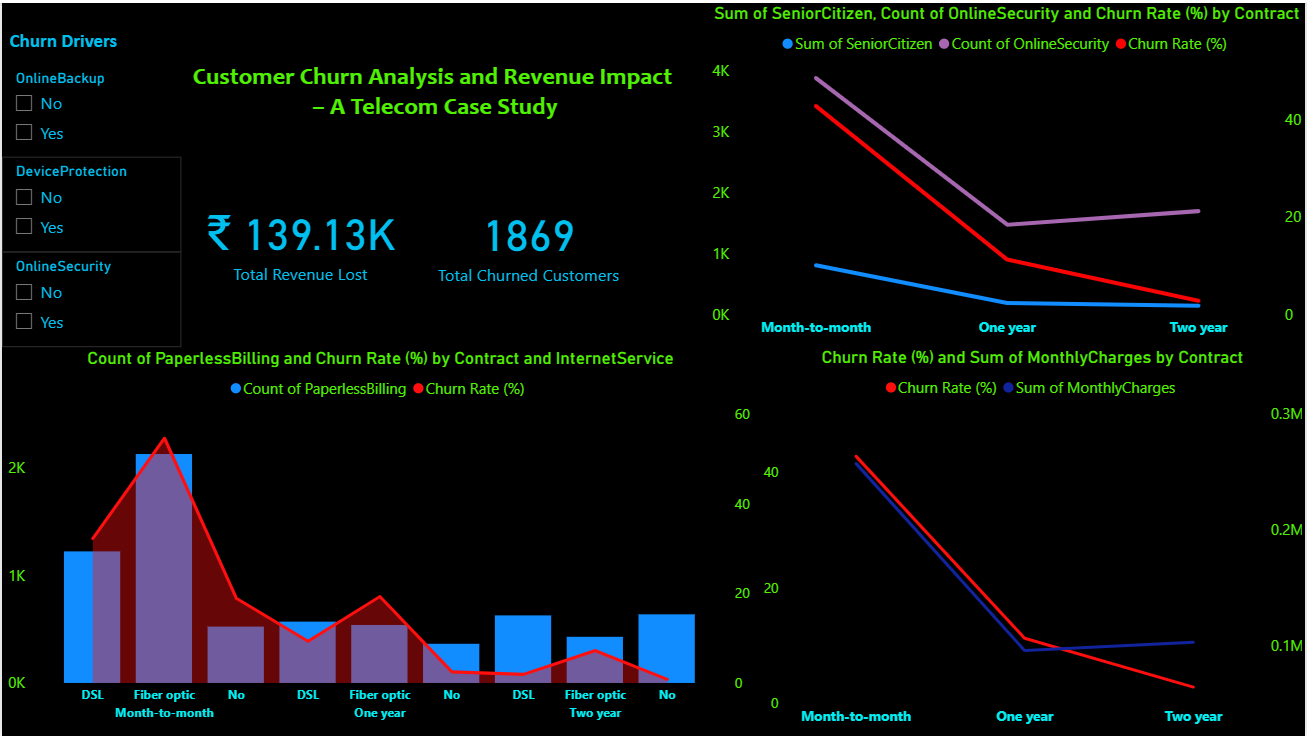 Churn Drivers
OnlineBackup
No
Yes
DeviceProtection
No
Yes
OnlineSecurity
No
Yes
Customer Churn Analysis and Revenue Impact
– A Telecom Case Study
₹ 139.13K
Total Revenue Lost
1869
Total Churned Customers
Sum of SeniorCitizen, Count of OnlineSecurity and Churn Rate (%) by Contract
Sum of SeniorCitizen Count of OnlineSecurity Churn Rate (%)
4K
3K
2K
1K
0K
40
20
0
Month-to-month One year Two year
Count of PaperlessBilling and Churn Rate (%) by Contract and InternetService
Count of PaperlessBilling Churn Rate (%)
2K
1K
0K
60
40
20
0
DSL Fiber optic No DSL Fiber optic No DSL Fiber optic No
Month-to-month One year Two year
Churn Rate (%) and Sum of MonthlyCharges by Contract
Churn Rate (%) Sum of MonthlyCharges
40
20
0
0.3M
0.2M
0.1M
Month-to-month One year Two year